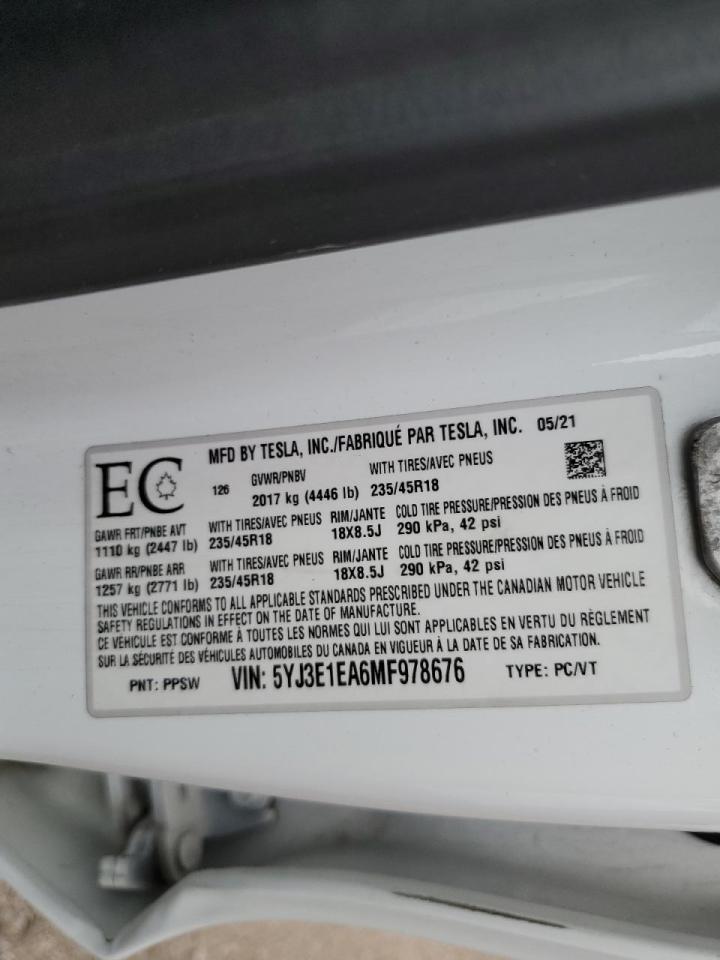 MFD BY TESLA, INC./FABRIQUÉ PAR TESLA, INC. 05/21
EC
126
GVWR/PNBV WITH TIRES/AVEC PNEUS
2017 kg (4446 lb) 235/45R18
GAWR FRT/PNBE AVT WITH TIRES/AVEC PNEUS RIM/JANTE COLD TIRE PRESSURE/PRESSION DES PNEUS À FROID
1110 kg (2447 lb) 235/45R18 18X8.5J 290 kPa, 42 psi
GAWR RR/PNBE ARR WITH TIRES/AVEC PNEUS RIM/JANTE COLD TIRE PRESSURE/PRESSION DES PNEUS À FROID
1257 kg (2771 lb) 235/45R18 18X8.5J 290 kPa, 42 psi
THIS VEHICLE CONFORMS TO ALL APPLICABLE STANDARDS PRESCRIBED UNDER THE CANADIAN MOTOR VEHICLE
SAFETY REGULATIONS IN EFFECT ON THE DATE OF MANUFACTURE.
CE VÉHICULE EST CONFORME À TOUTES LES NORMES QUI LUI SONT APPLICABLES EN VERTU DU RÈGLEMENT
SUR LA SÉCURITÉ DES VÉHICULES AUTOMOBILES DU CANADA EN VIGUEUR À LA DATE DE SA FABRICATION.
PNT: PPSW VIN: 5YJ3E1EA6MF978676 TYPE: PC/VT